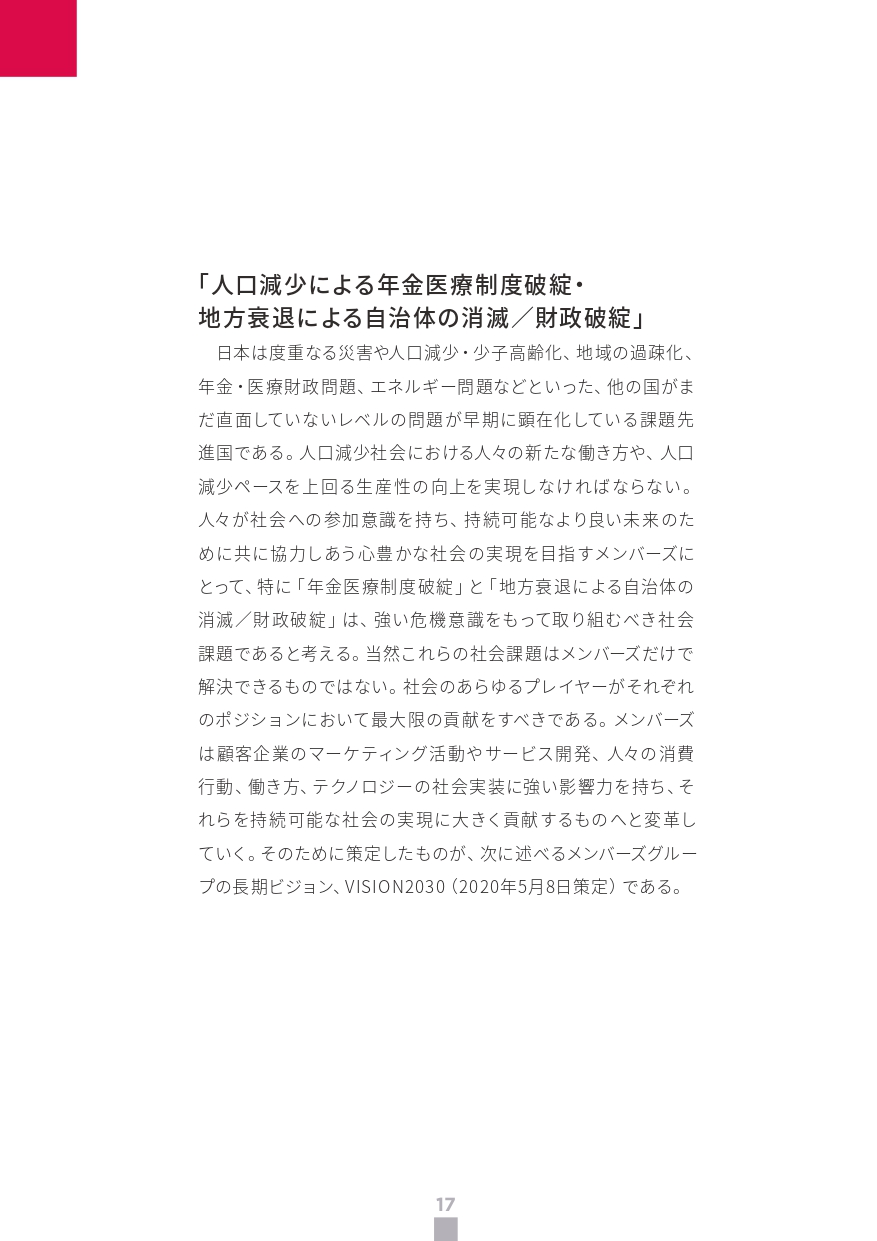 「人口減少による年金医療制度破綻・
地方衰退による自治体の消滅／財政破綻」
　日本は度重なる災害や人口減少・少子高齢化、地域の過疎化、
年金・医療財政問題、エネルギー問題などといった、他の国がま
だ直面していないレベルの問題が早期に顕在化している課題先
進国である。人口減少社会における人々の新たな働き方や、人口
減少ペースを上回る生産性の向上を実現しなければならない。
人々が社会への参加意識を持ち、持続可能なより良い未来のた
めに共に協力しあう心豊かな社会の実現を目指すメンバーズに
とって、特に「年金医療制度破綻」と「地方衰退による自治体の
消滅／財政破綻」は、強い危機意識をもって取り組むべき社会
課題であると考える。当然これらの社会課題はメンバーズだけで
解決できるものではない。社会のあらゆるプレイヤーがそれぞれ
のポジションにおいて最大限の貢献をすべきである。メンバーズ
は顧客企業のマーケティング活動やサービス開発、人々の消費
行動、働き方、テクノロジーの社会実装に強い影響力を持ち、そ
れらを持続可能な社会の実現に大きく貢献するものへと変革し
ていく。そのために策定したものが、次に述べるメンバーズグルー
プの長期ビジョン、VISION2030（2020年5月8日策定）である。
17